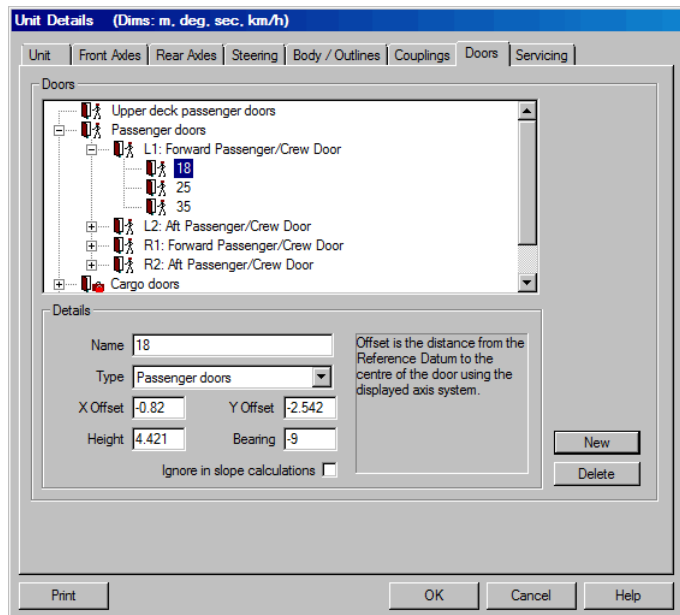 Unit Details (Dims: m, deg, sec, km/h)
Unit Front Axles Rear Axles Steering Body / Outlines Couplings Doors Servicing
Doors
Upper deck passenger doors
Passenger doors
L1: Forward Passenger/Crew Door
18
25
35
L2: Aft Passenger/Crew Door
R1: Forward Passenger/Crew Door
R2: Aft Passenger/Crew Door
Cargo doors
Details
Name 18
Type Passenger doors
X Offset -0.82 Y Offset -2.542
Height 4.421 Bearing -9
Ignore in slope calculations
Offset is the distance from the
Reference Datum to the
centre of the door using the
displayed axis system.
New
Delete
Print OK Cancel Help